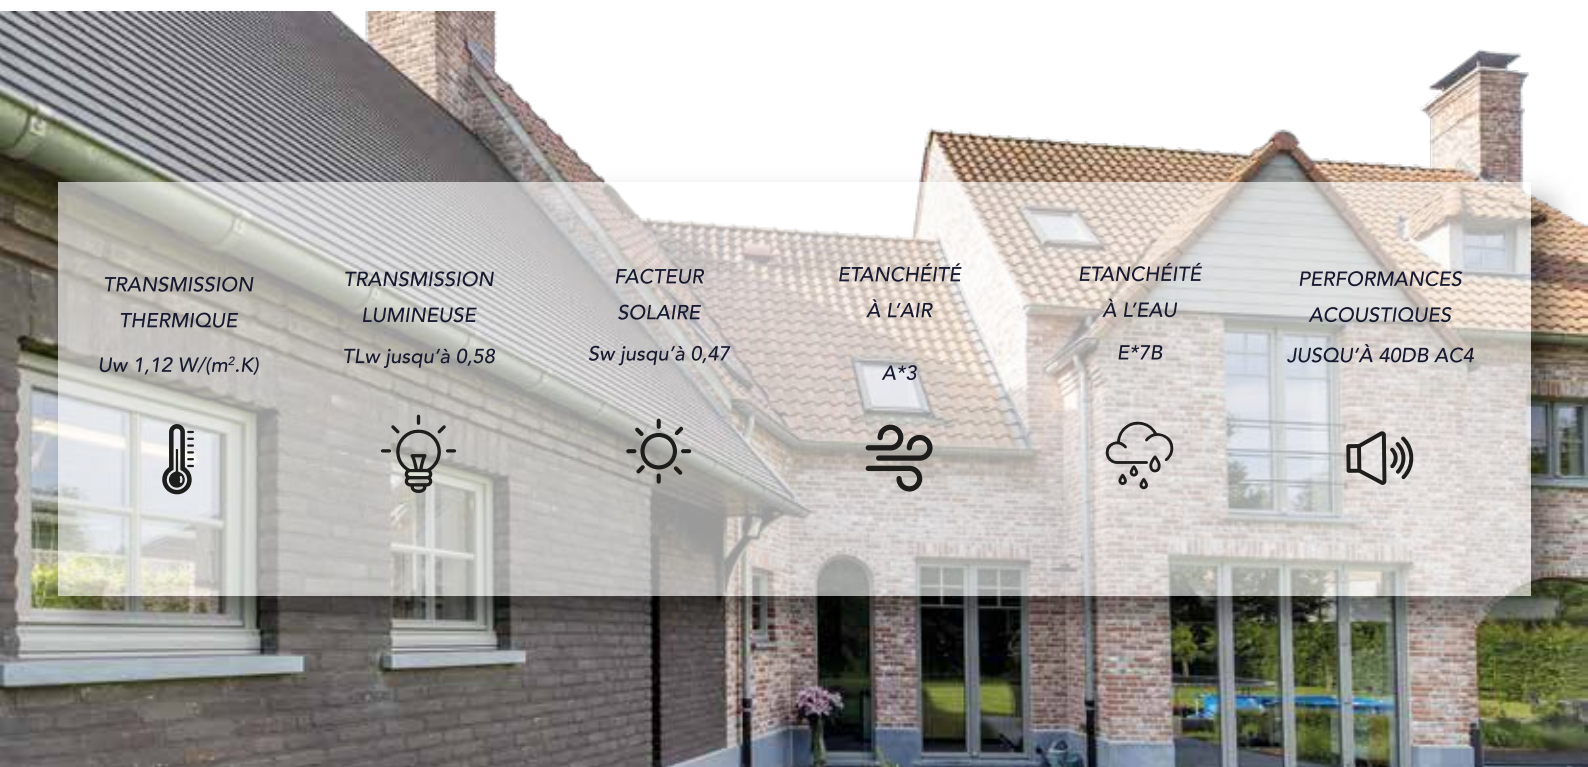 TRANSMISSION
THERMIQUE
Uw 1,12 W/(m².K)
TRANSMISSION
LUMINEUSE
TLw jusqu'à 0,58
FACTEUR
SOLAIRE
Sw jusqu'à 0,47
ETANCHÉITÉ
À L'AIR
A*3
ETANCHÉITÉ
À L'EAU
E*7B
PERFORMANCES
ACOUSTIQUES
JUSQU'À 40DB AC4